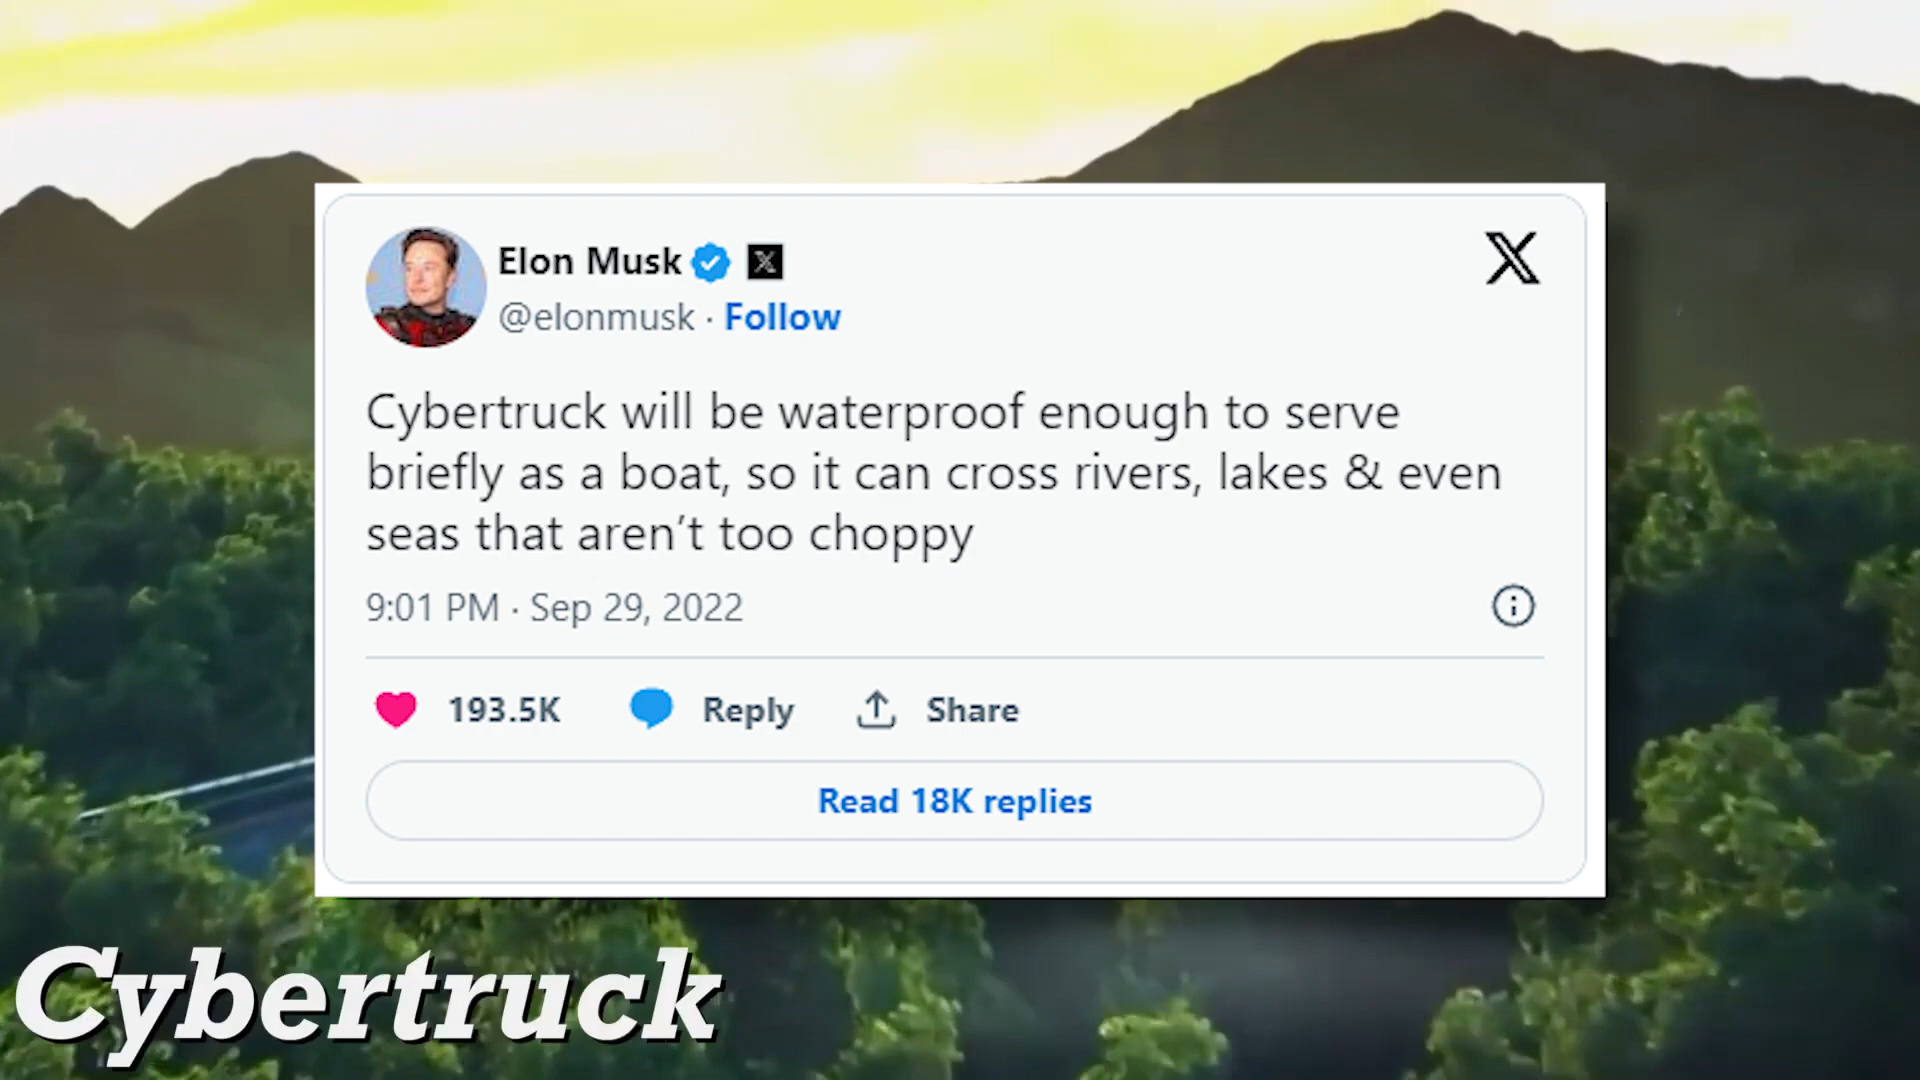 Elon Musk
@elonmusk · Follow
Cybertruck will be waterproof enough to serve
briefly as a boat, so it can cross rivers, lakes & even
seas that aren’t too choppy
9:01 PM · Sep 29, 2022
193.5K Reply Share
Read 18K replies
Cybertruck